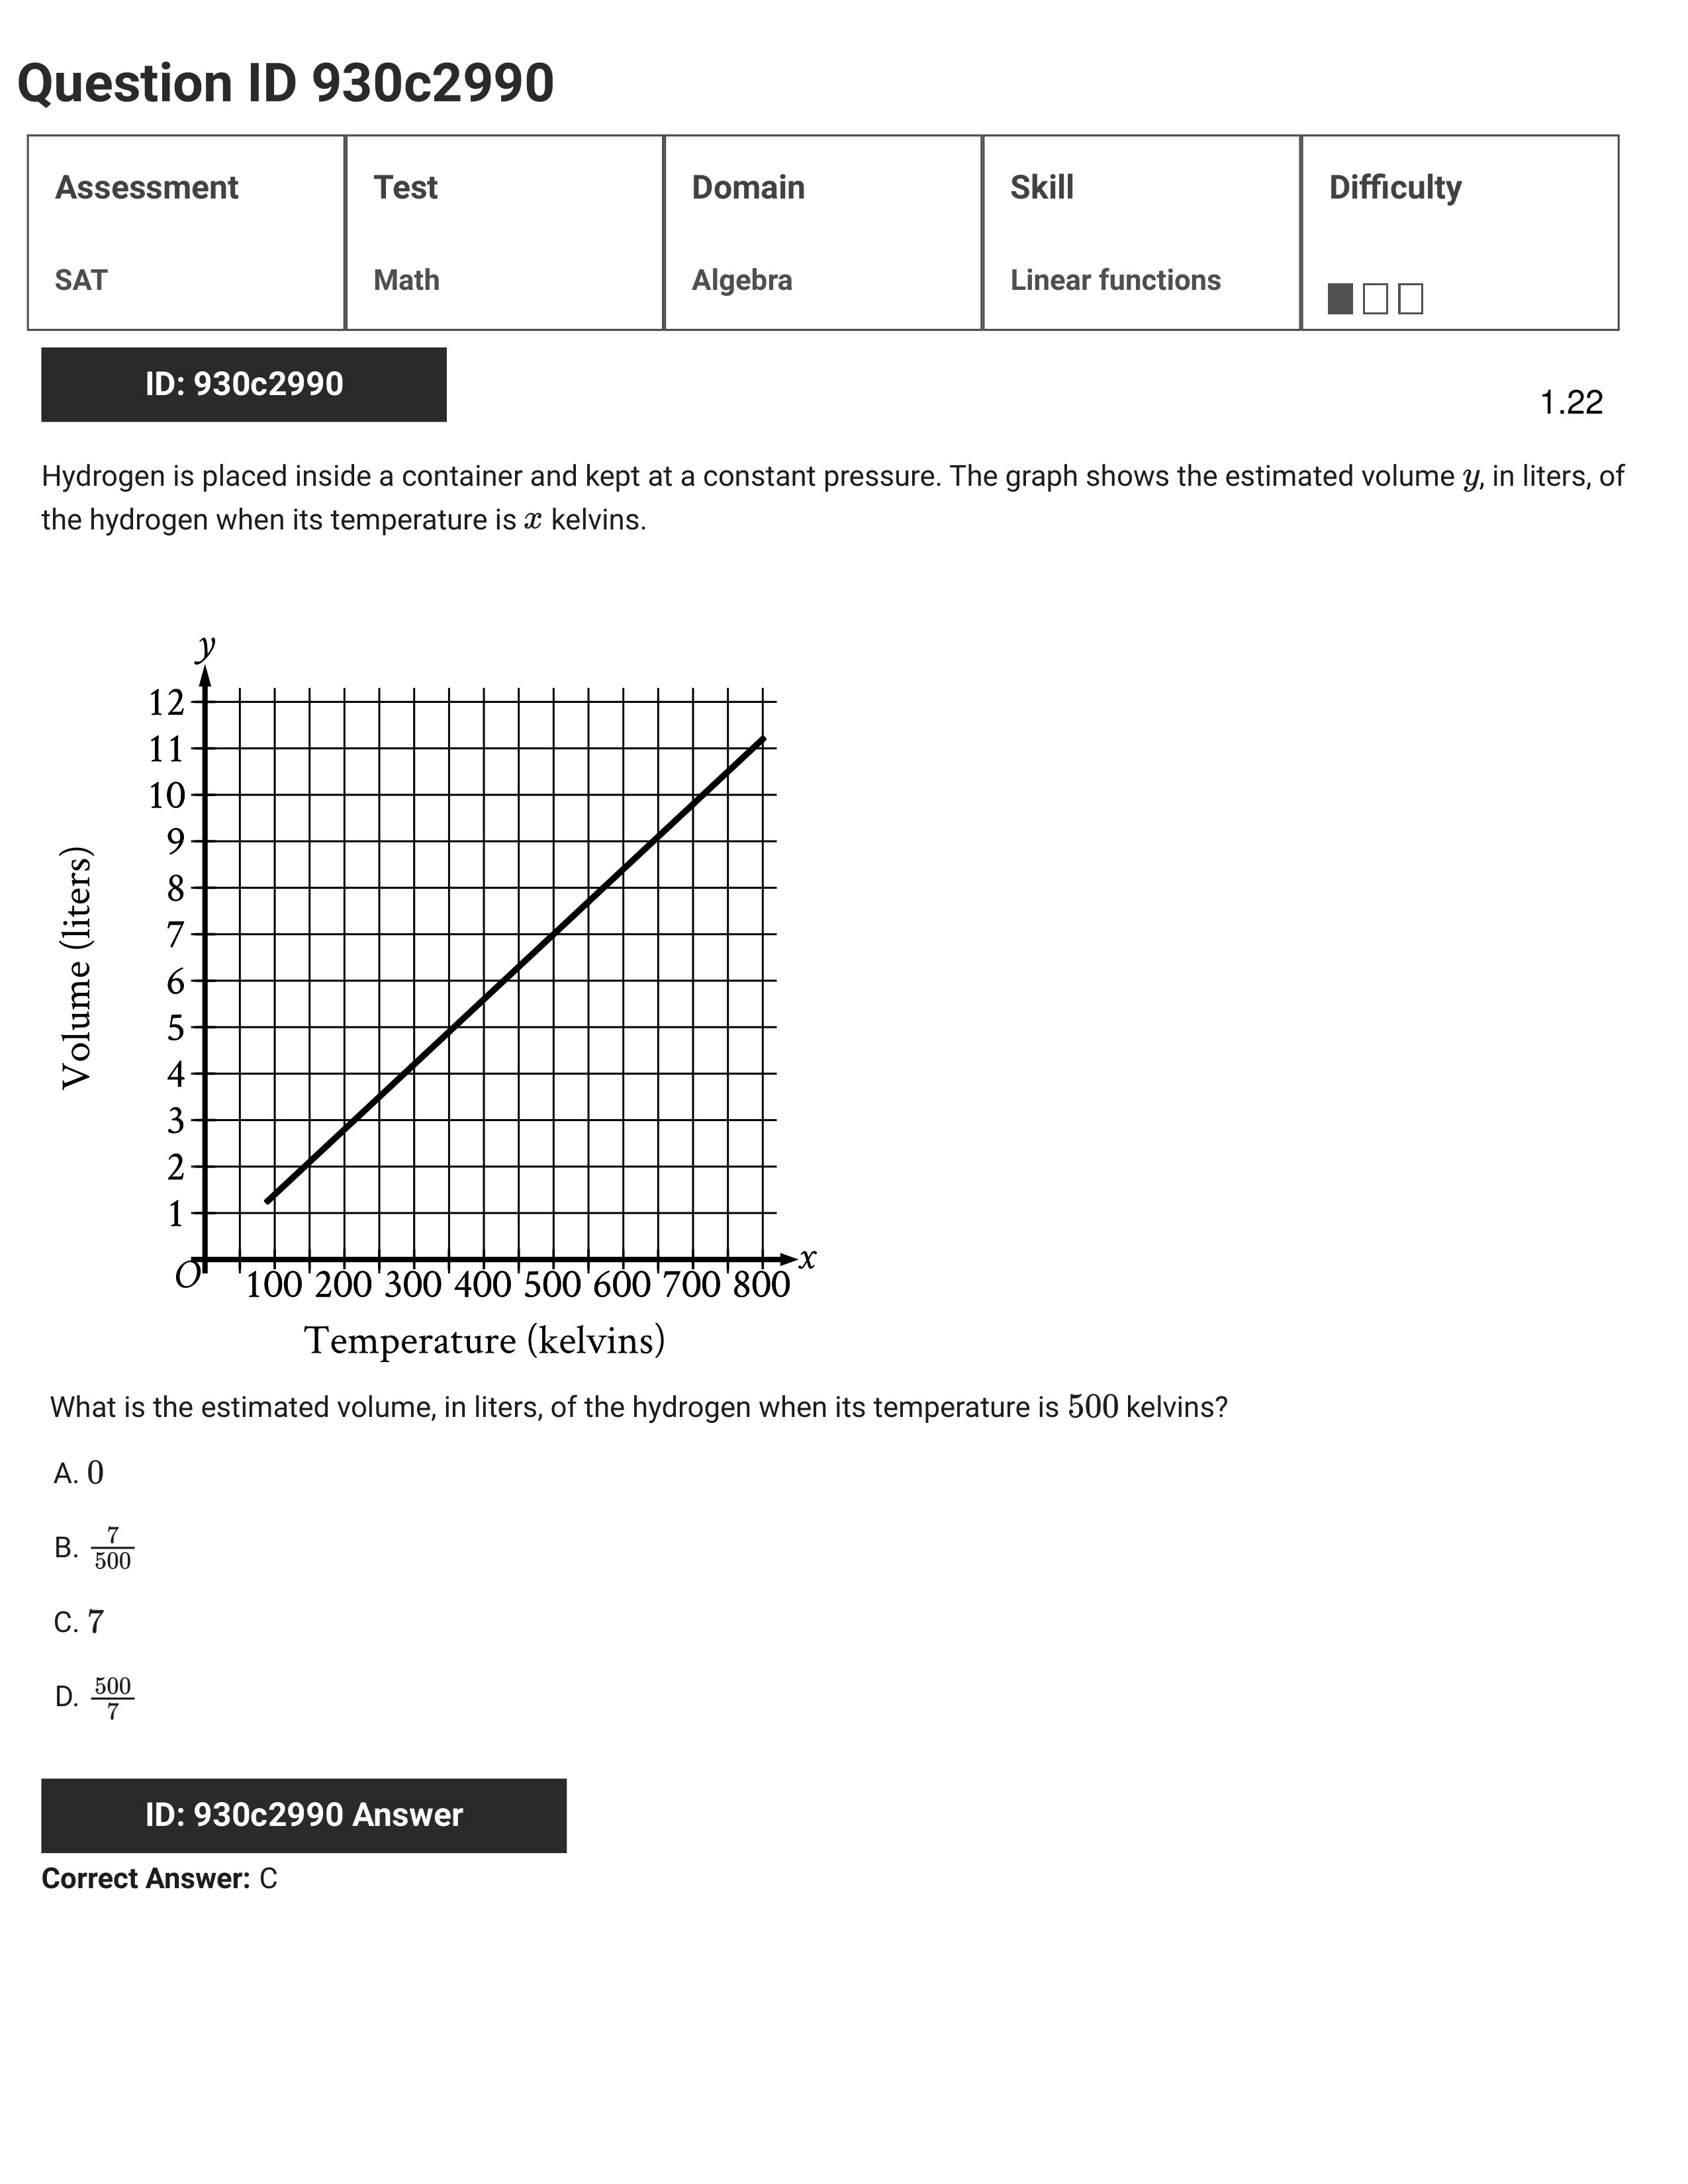 Question ID 930c2990
Assessment Test Domain Skill Difficulty
SAT Math Algebra Linear functions
ID: 930c2990
1.22
Hydrogen is placed inside a container and kept at a constant pressure. The graph shows the estimated volume y, in liters, of
the hydrogen when its temperature is x kelvins.
y
12
11
10
9
8
7
6
5
4
3
2
1
Volume (liters)
O 100 200 300 400 500 600 700 800 x
Temperature (kelvins)
What is the estimated volume, in liters, of the hydrogen when its temperature is 500 kelvins?
A. 0
B. 7/500
C. 7
D. 500/7
ID: 930c2990 Answer
Correct Answer: C